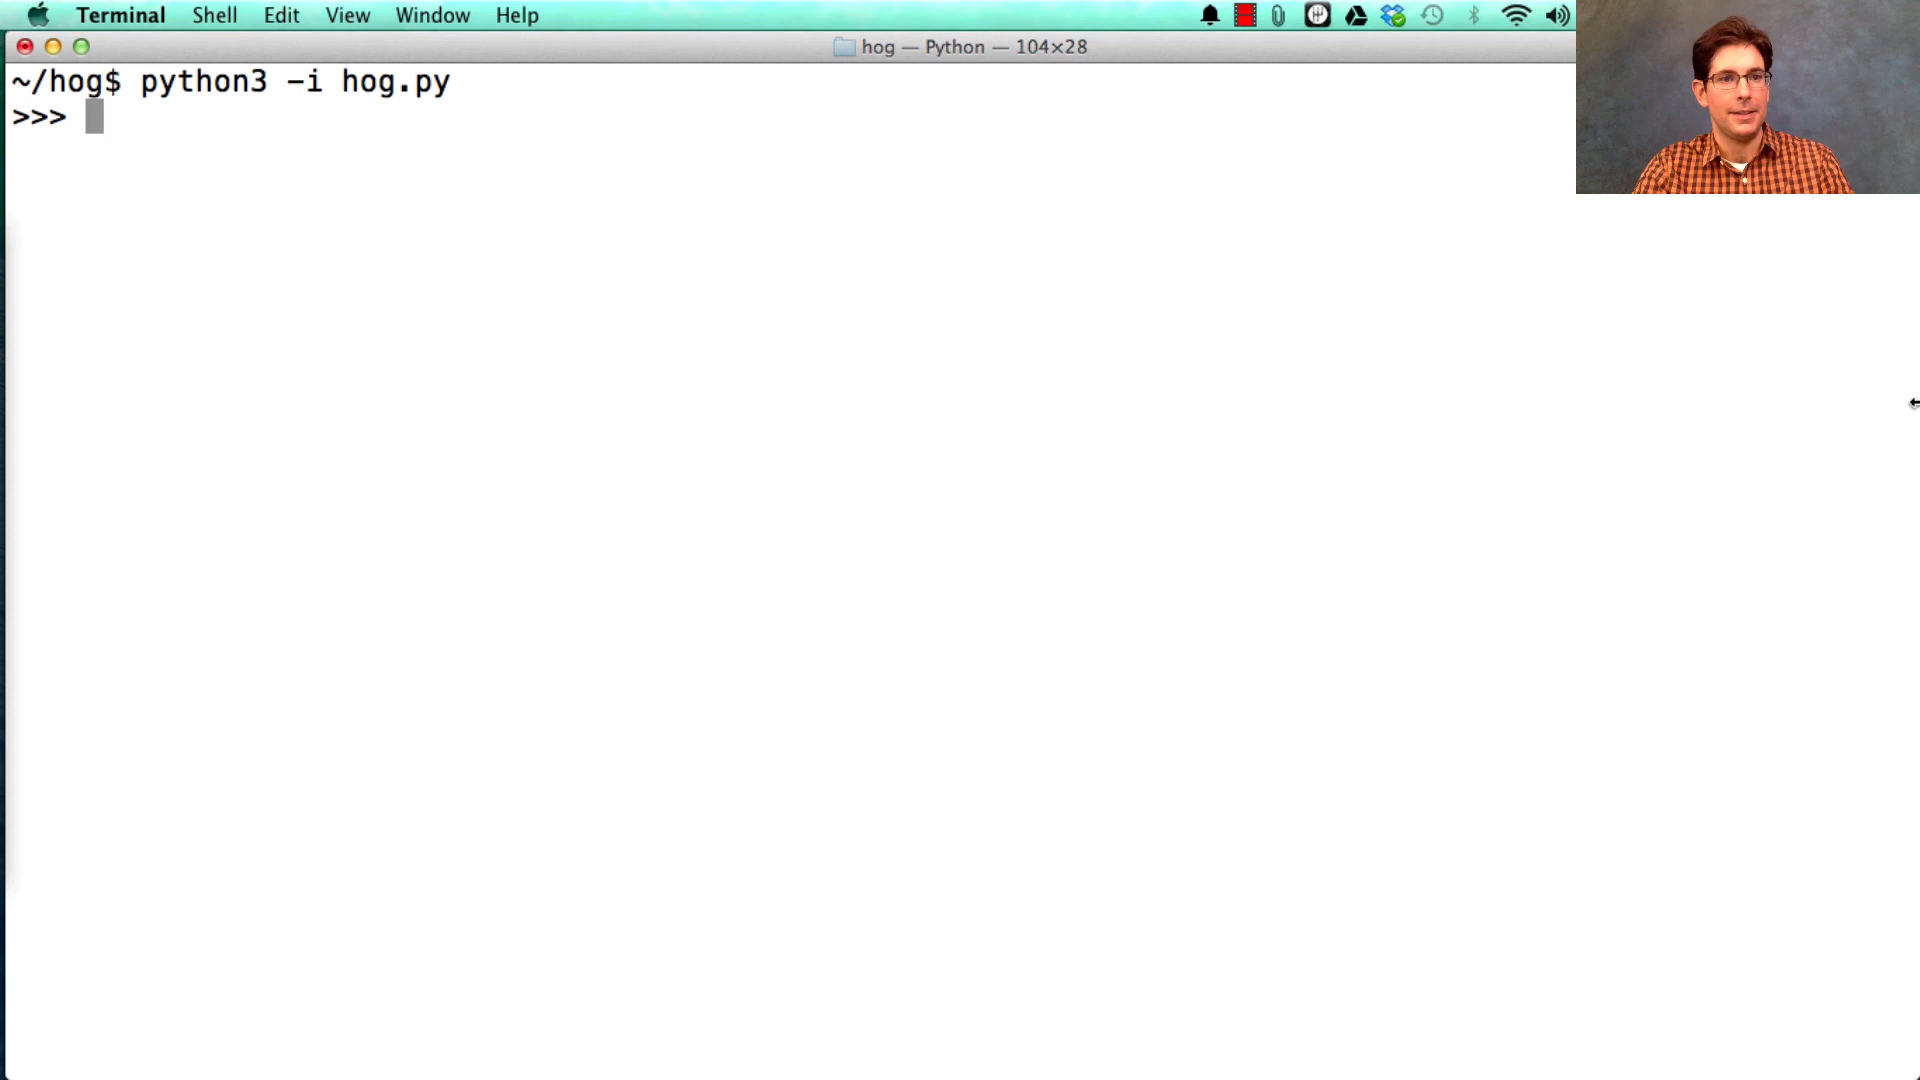 Terminal Shell Edit View Window Help
hog — Python — 104×28
~/hog$ python3 -i hog.py
>>>